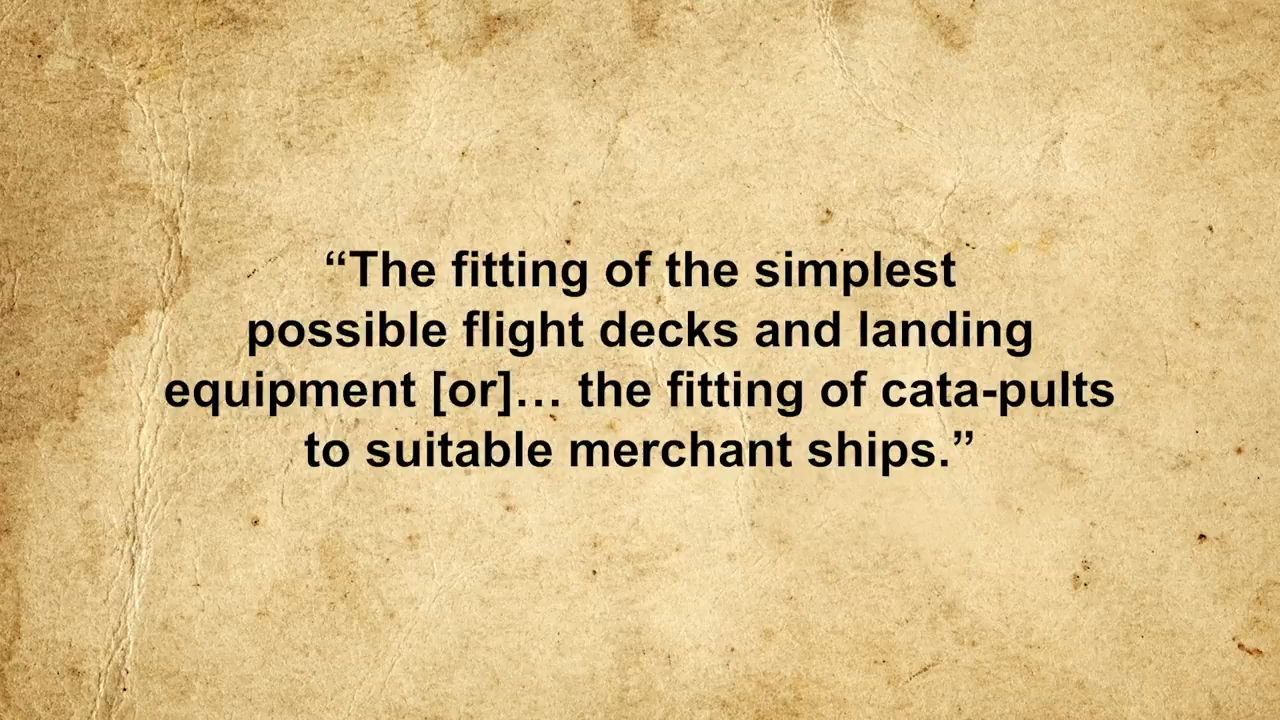 “The fitting of the simplest
possible flight decks and landing
equipment [or]… the fitting of cata-pults
to suitable merchant ships.”